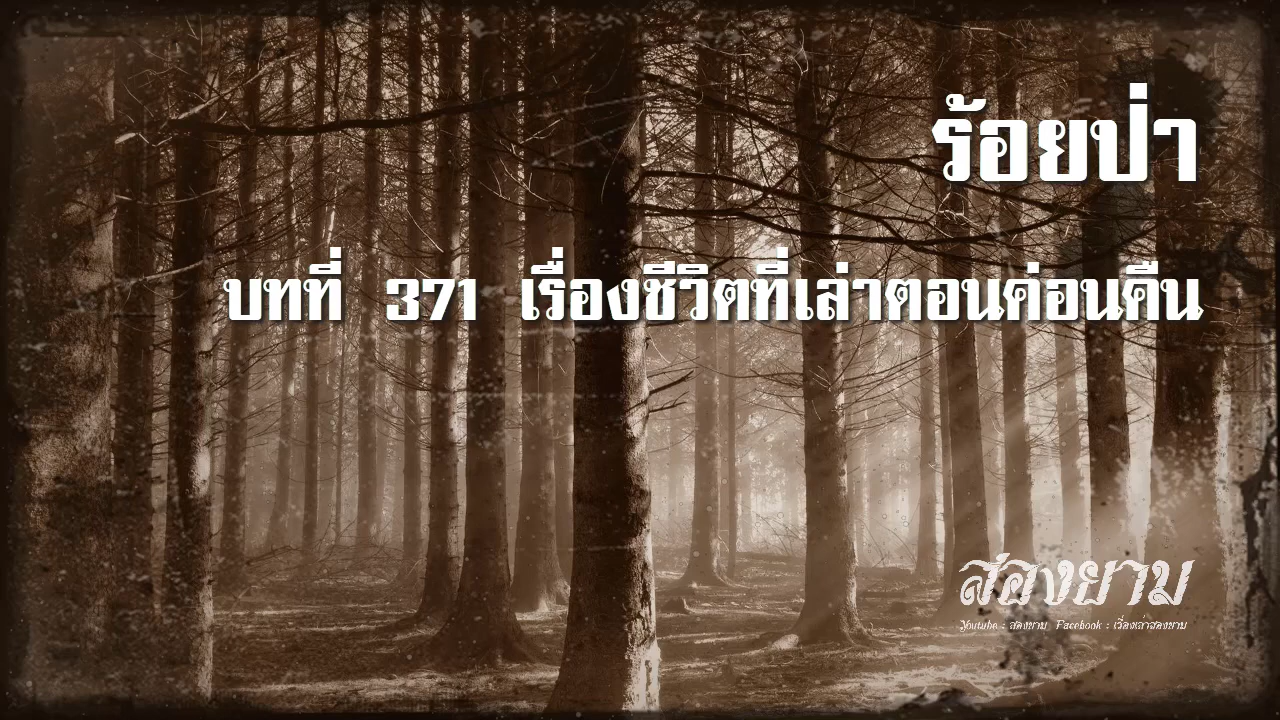 ร้อยป่า
บทที่ 371 เรื่องชีวิตที่เล่าตอนค่อนคืน
สองยาม
Youtube : สองยาม Facebook : เรื่องเล่าสองยาม